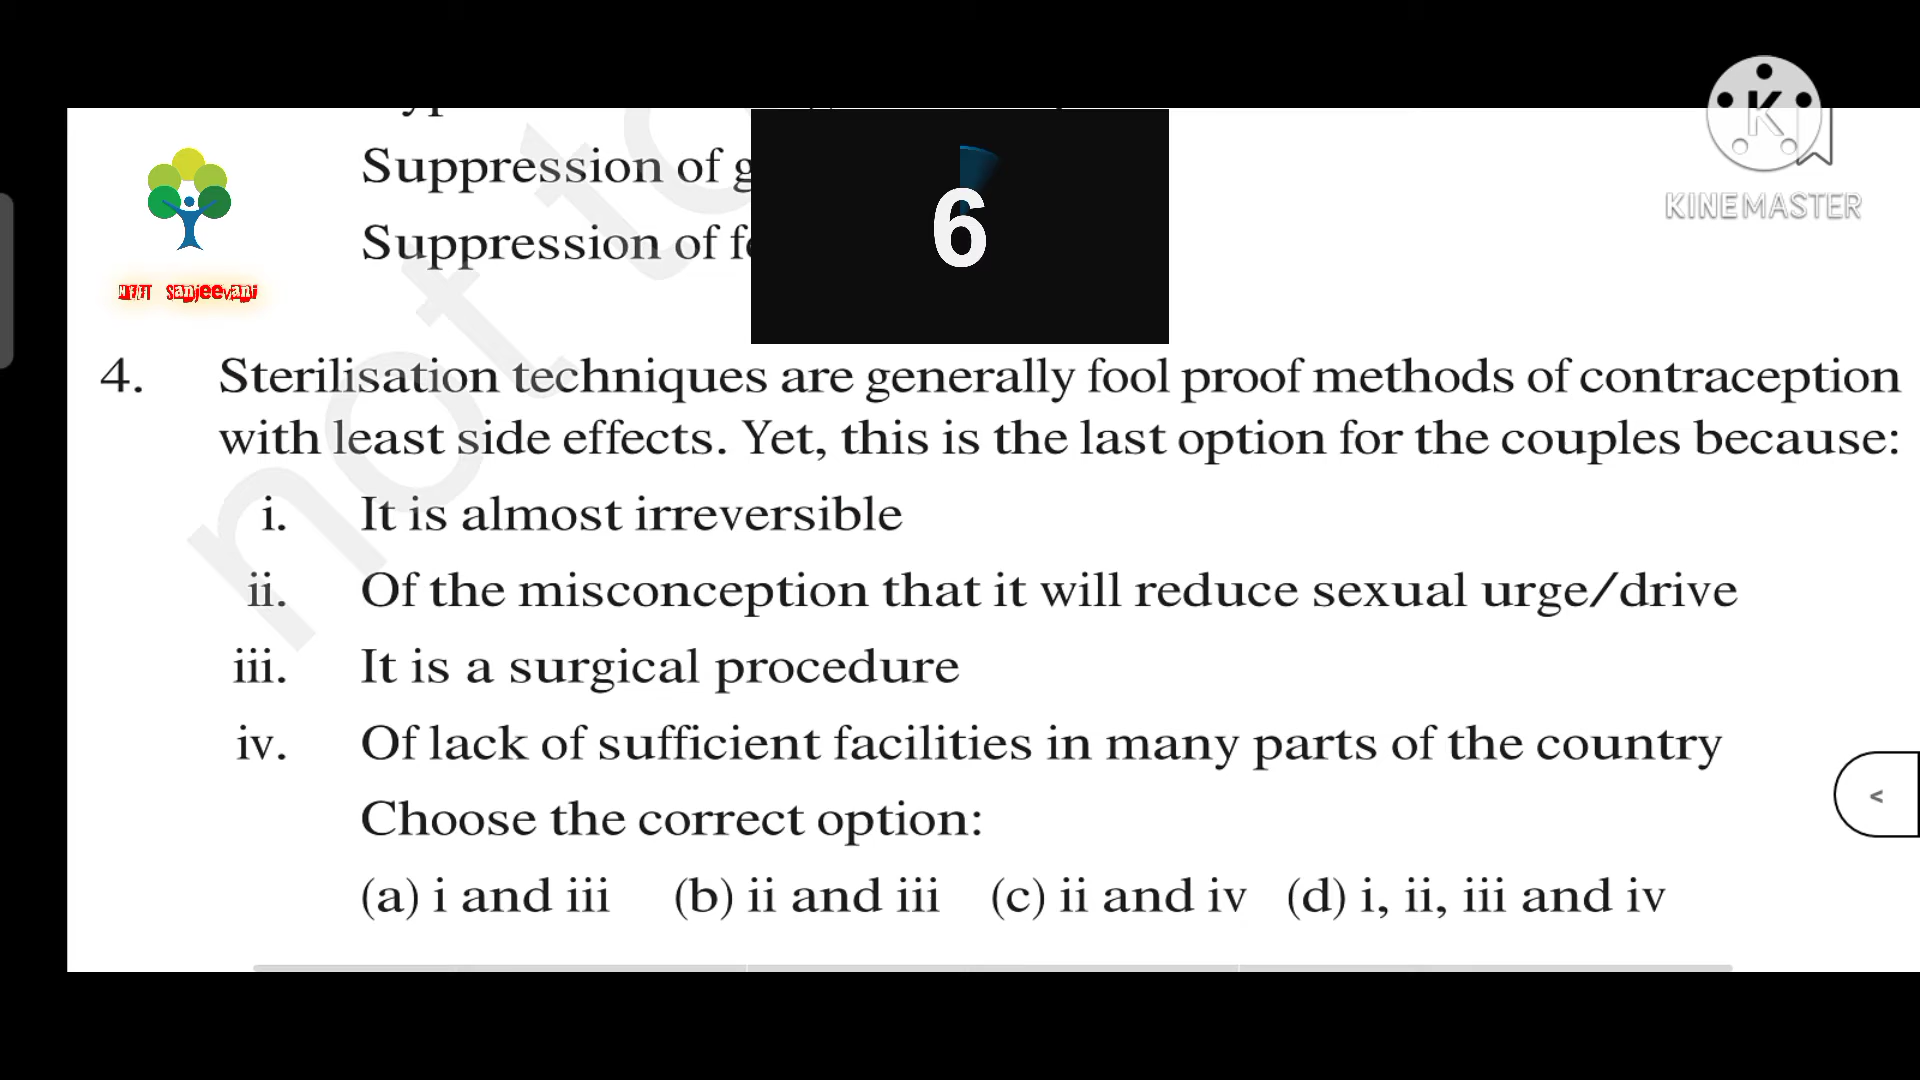 Suppression of
Suppression of
6
KINEMASTER
NEET Sanjeevani
4. Sterilisation techniques are generally fool proof methods of contraception
with least side effects. Yet, this is the last option for the couples because:
i. It is almost irreversible
ii. Of the misconception that it will reduce sexual urge/drive
iii. It is a surgical procedure
iv. Of lack of sufficient facilities in many parts of the country
Choose the correct option:
(a) i and iii (b) ii and iii (c) ii and iv (d) i, ii, iii and iv
not to
K
<